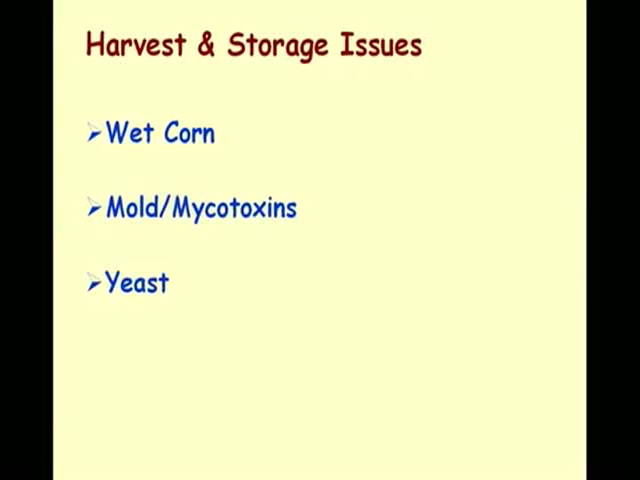 Harvest & Storage Issues
➢Wet Corn
➢Mold/Mycotoxins
➢Yeast